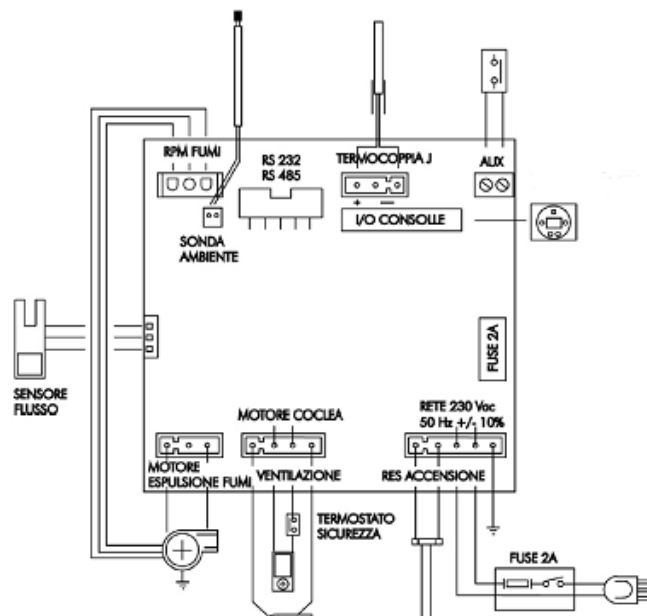 RPM FUMI
RS 232
RS 485
TERMOCOPPIA J
AUX
+ —
I/O CONSOLLE
SONDA
AMBIENTE
SENSORE
FLUSSO
FUSE 2A
MOTORE COCLEA
RETE 230 Vac
50 Hz +/- 10%
MOTORE
ESPULSIONE FUMI
VENTILAZIONE
RES ACCENSIONE
TERMOSTATO
SICUREZZA
FUSE 2A